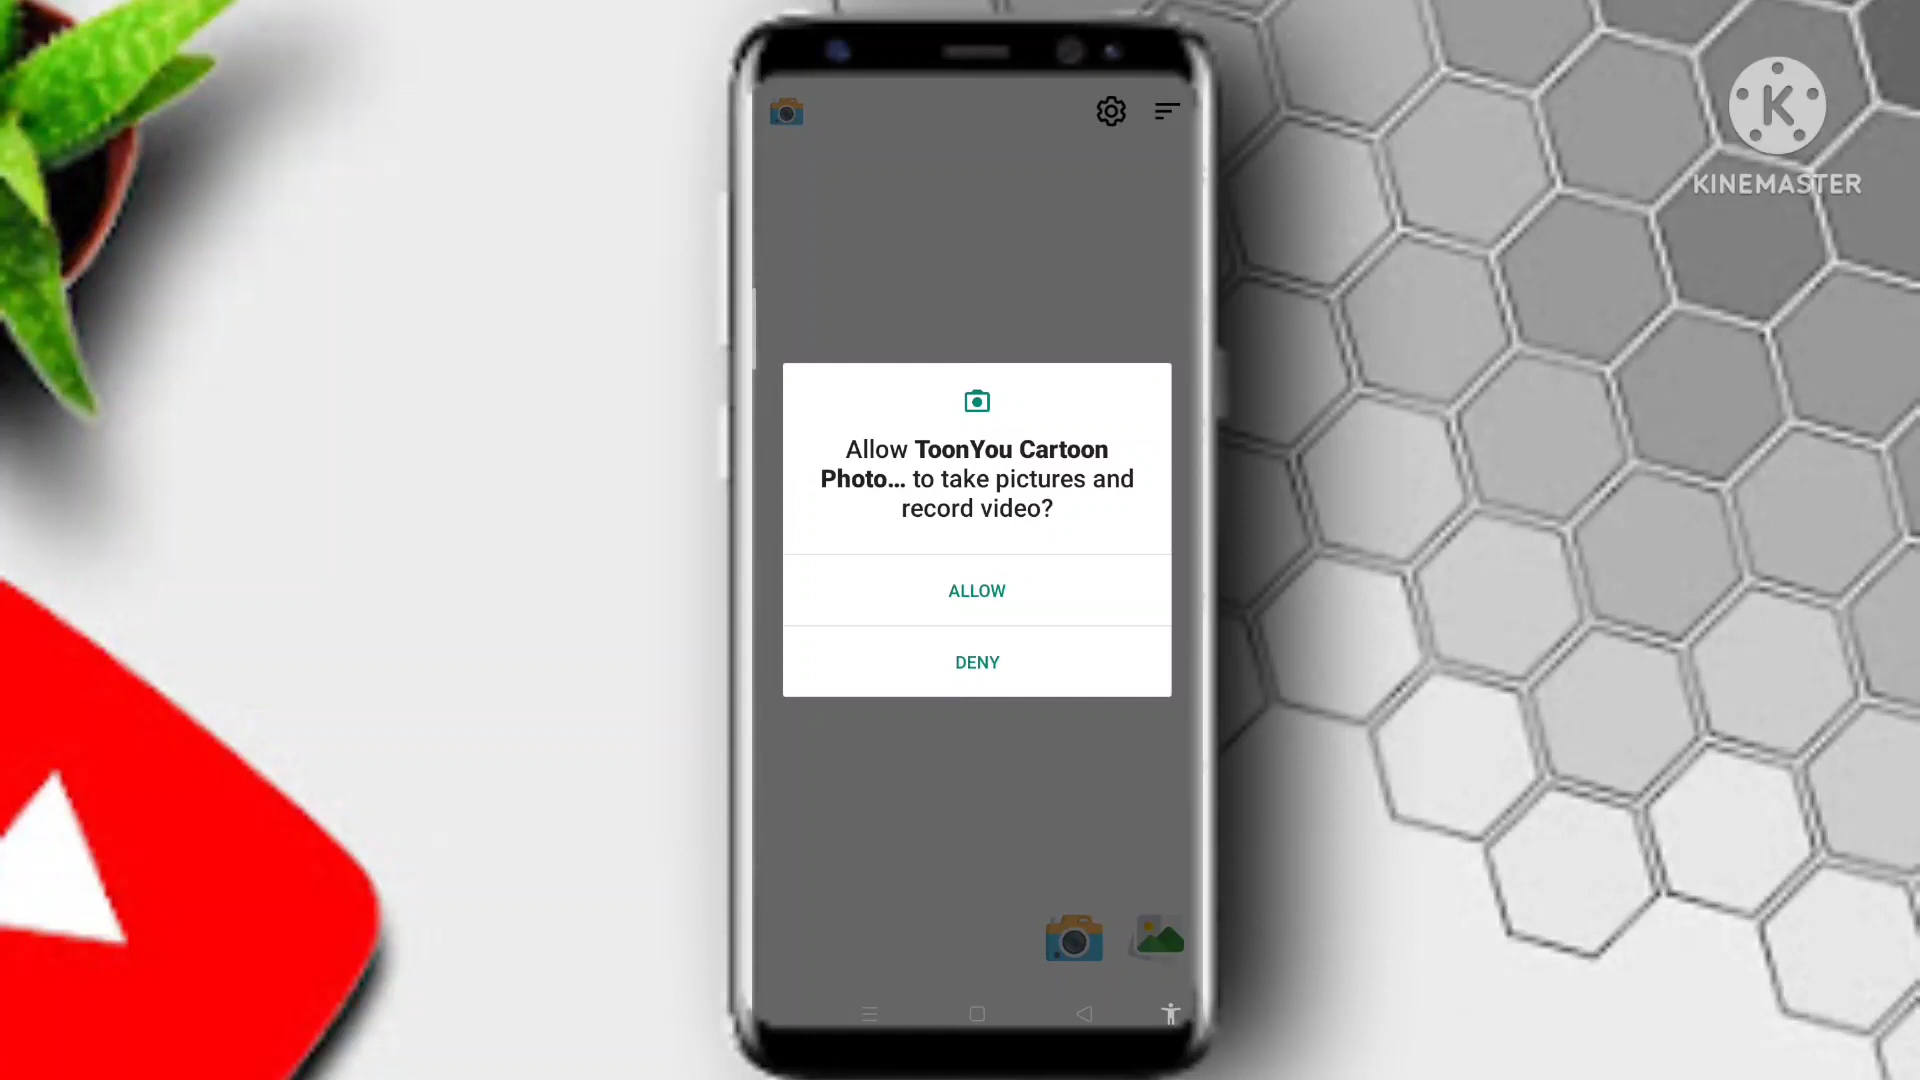 K
KINEMASTER
Allow ToonYou Cartoon
Photo... to take pictures and
record video?
ALLOW
DENY